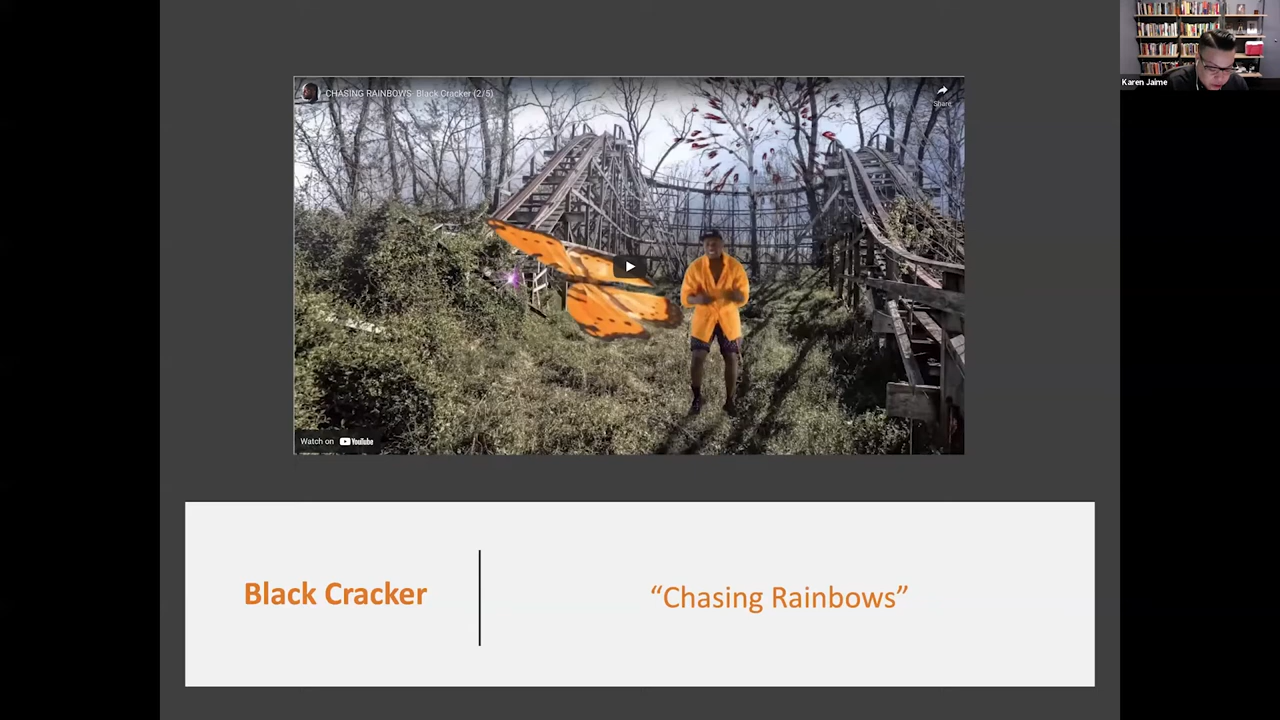 CHASING RAINBOWS- Black Cracker (2/5)
Share
Karen Jaime
Watch on YouTube
Black Cracker
“Chasing Rainbows”